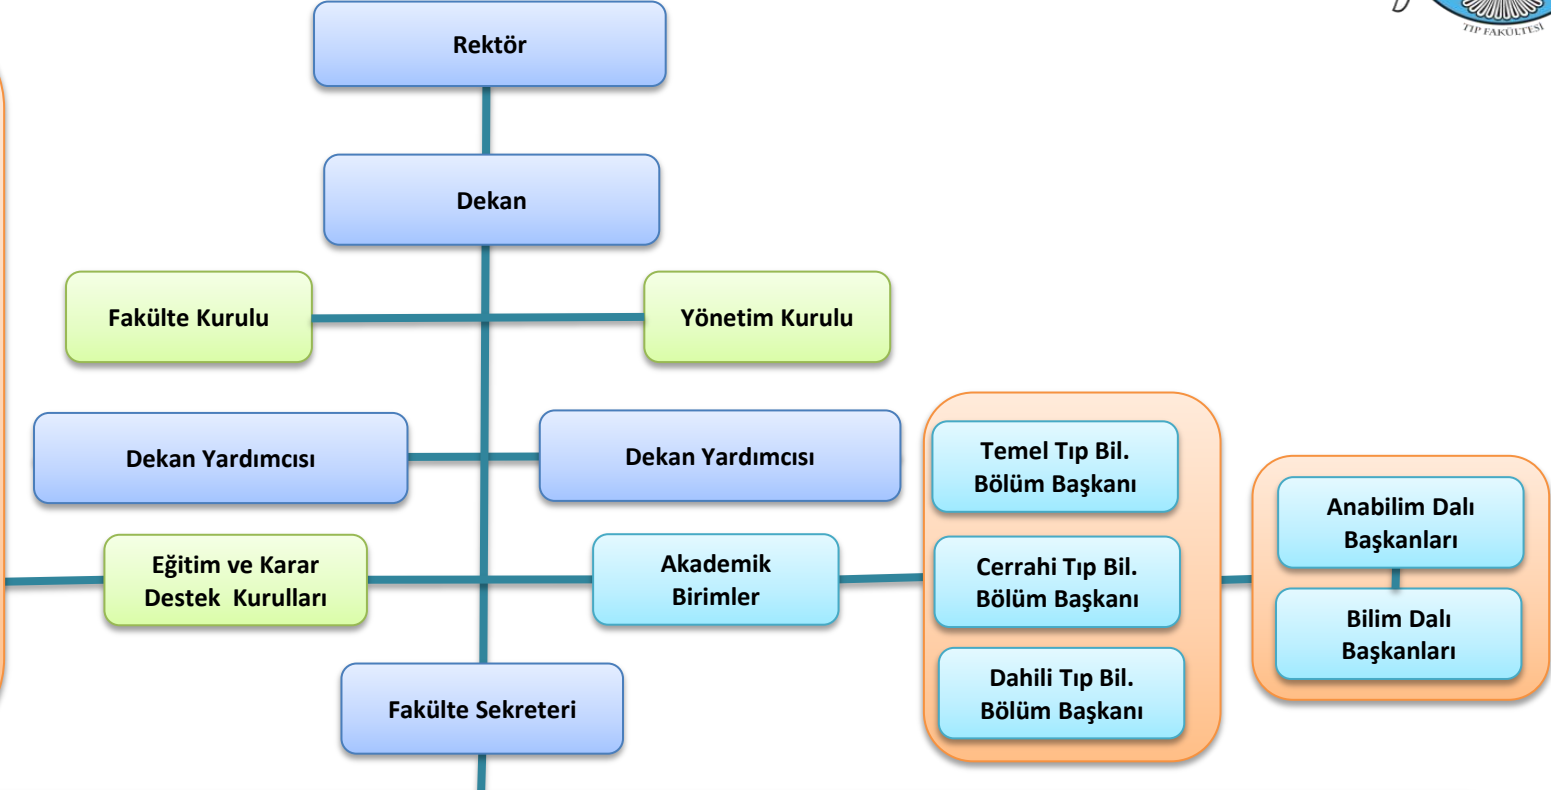 TIP FAKÜLTESİ
Rektör
Dekan
Fakülte Kurulu
Yönetim Kurulu
Dekan Yardımcısı
Dekan Yardımcısı
Eğitim ve Karar
Destek Kurulları
Akademik
Birimler
Temel Tıp Bil.
Bölüm Başkanı
Cerrahi Tıp Bil.
Bölüm Başkanı
Dahili Tıp Bil.
Bölüm Başkanı
Anabilim Dalı
Başkanları
Bilim Dalı
Başkanları
Fakülte Sekreteri